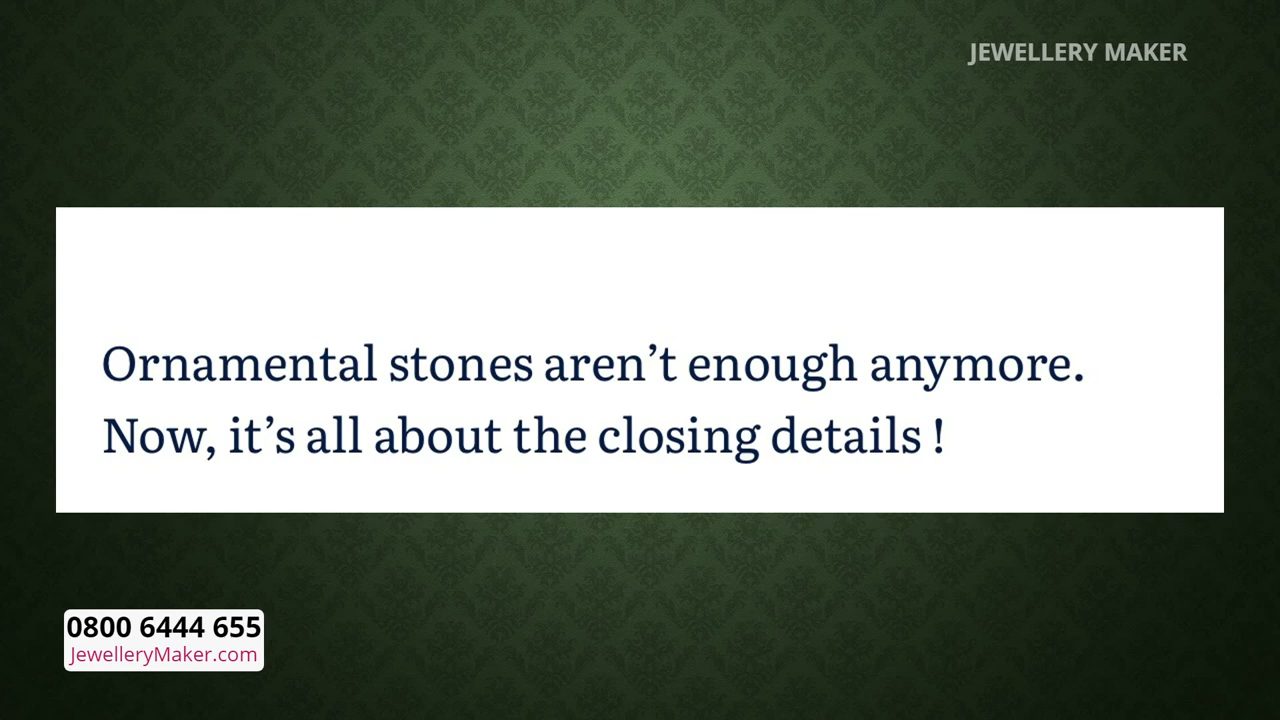 JEWELLERY MAKER
Ornamental stones aren’t enough anymore.
Now, it’s all about the closing details !
0800 6444 655
JewelleryMaker.com